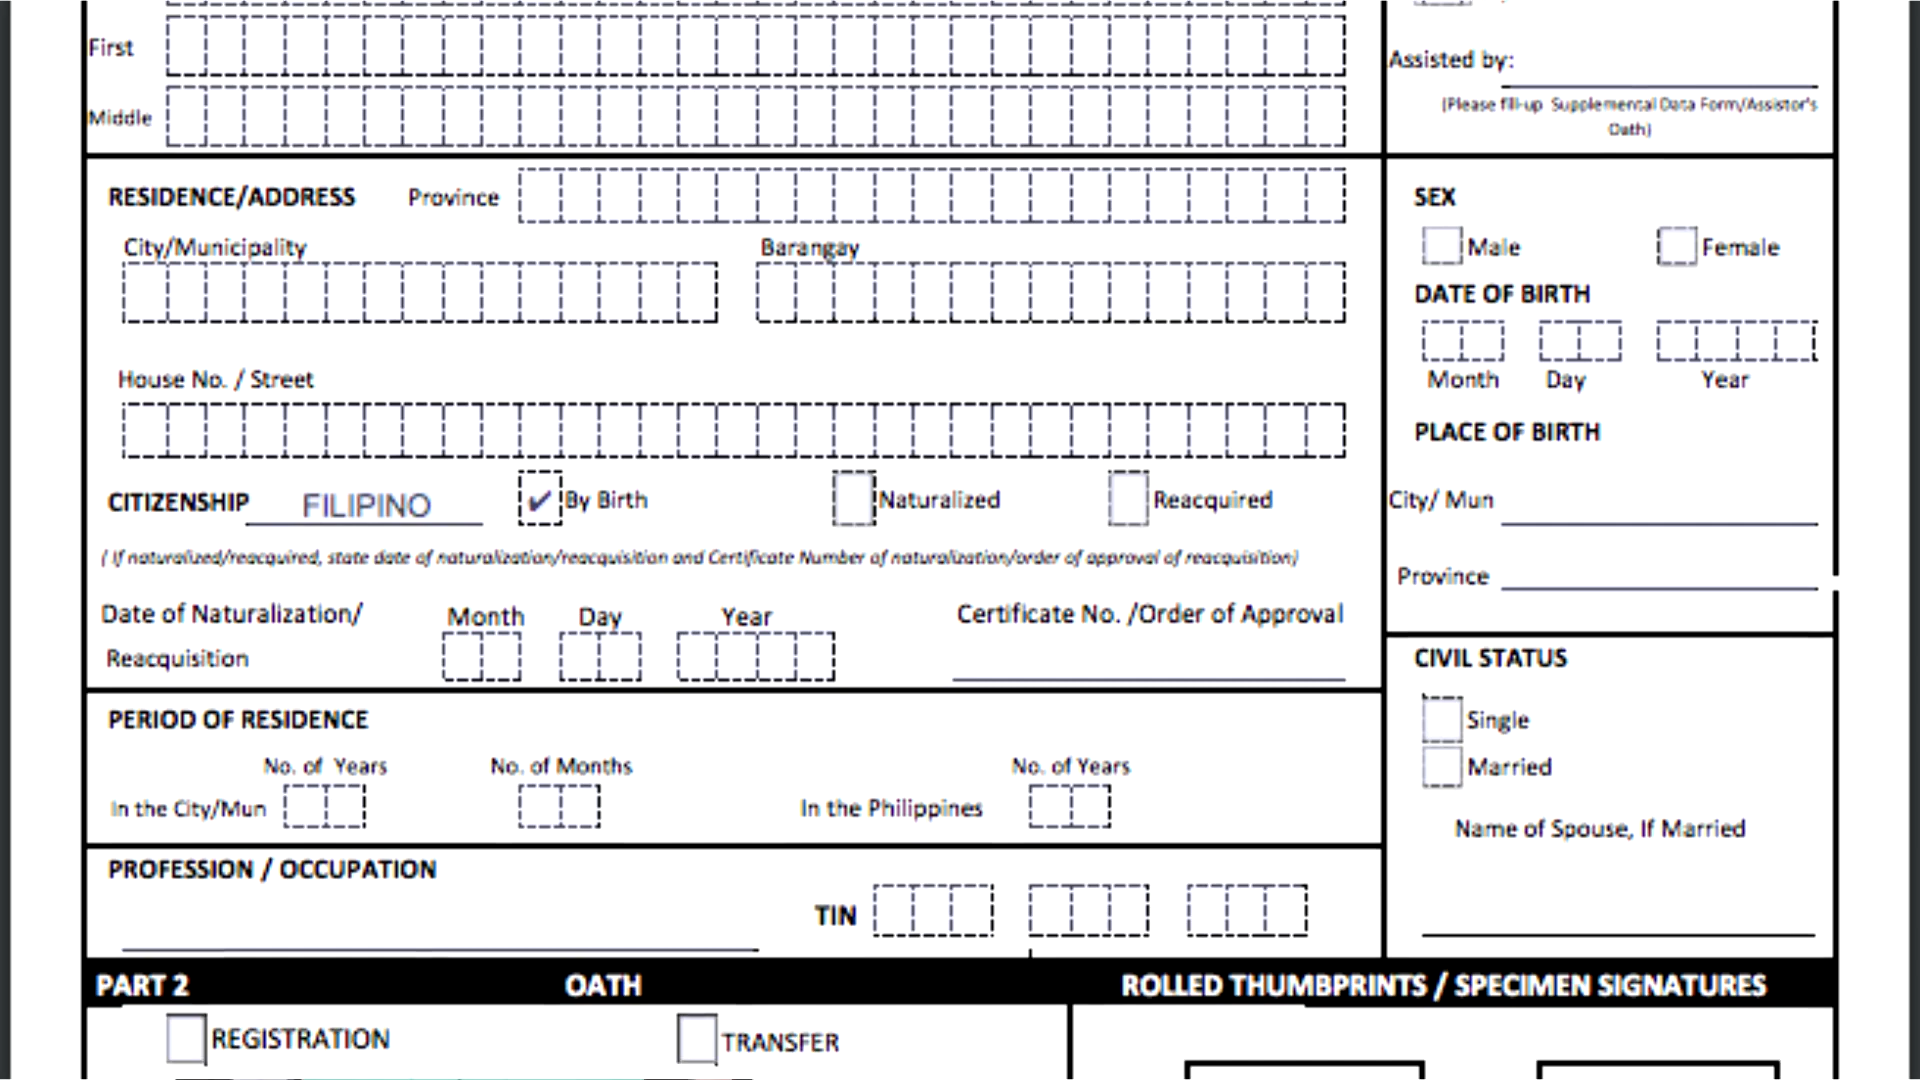 First
Assisted by:
(Please fill-up Supplemental Data Form/Assistor's
Oath)
Middle
RESIDENCE/ADDRESS Province
City/Municipality Barangay
House No. / Street
CITIZENSHIP FILIPINO ✔ By Birth Naturalized Reacquired
( If naturalized/reacquired, state date of naturalization/reacquisition and Certificate Number of naturalization/order of approval of reacquisition)
Date of Naturalization/ Month Day Year Certificate No. /Order of Approval
Reacquisition
SEX
Male Female
DATE OF BIRTH
Month Day Year
PLACE OF BIRTH
City/ Mun
Province
PERIOD OF RESIDENCE
No. of Years No. of Months No. of Years
In the City/Mun In the Philippines
CIVIL STATUS
Single
Married
Name of Spouse, If Married
PROFESSION / OCCUPATION
TIN
PART 2 OATH ROLLED THUMBPRINTS / SPECIMEN SIGNATURES
REGISTRATION TRANSFER